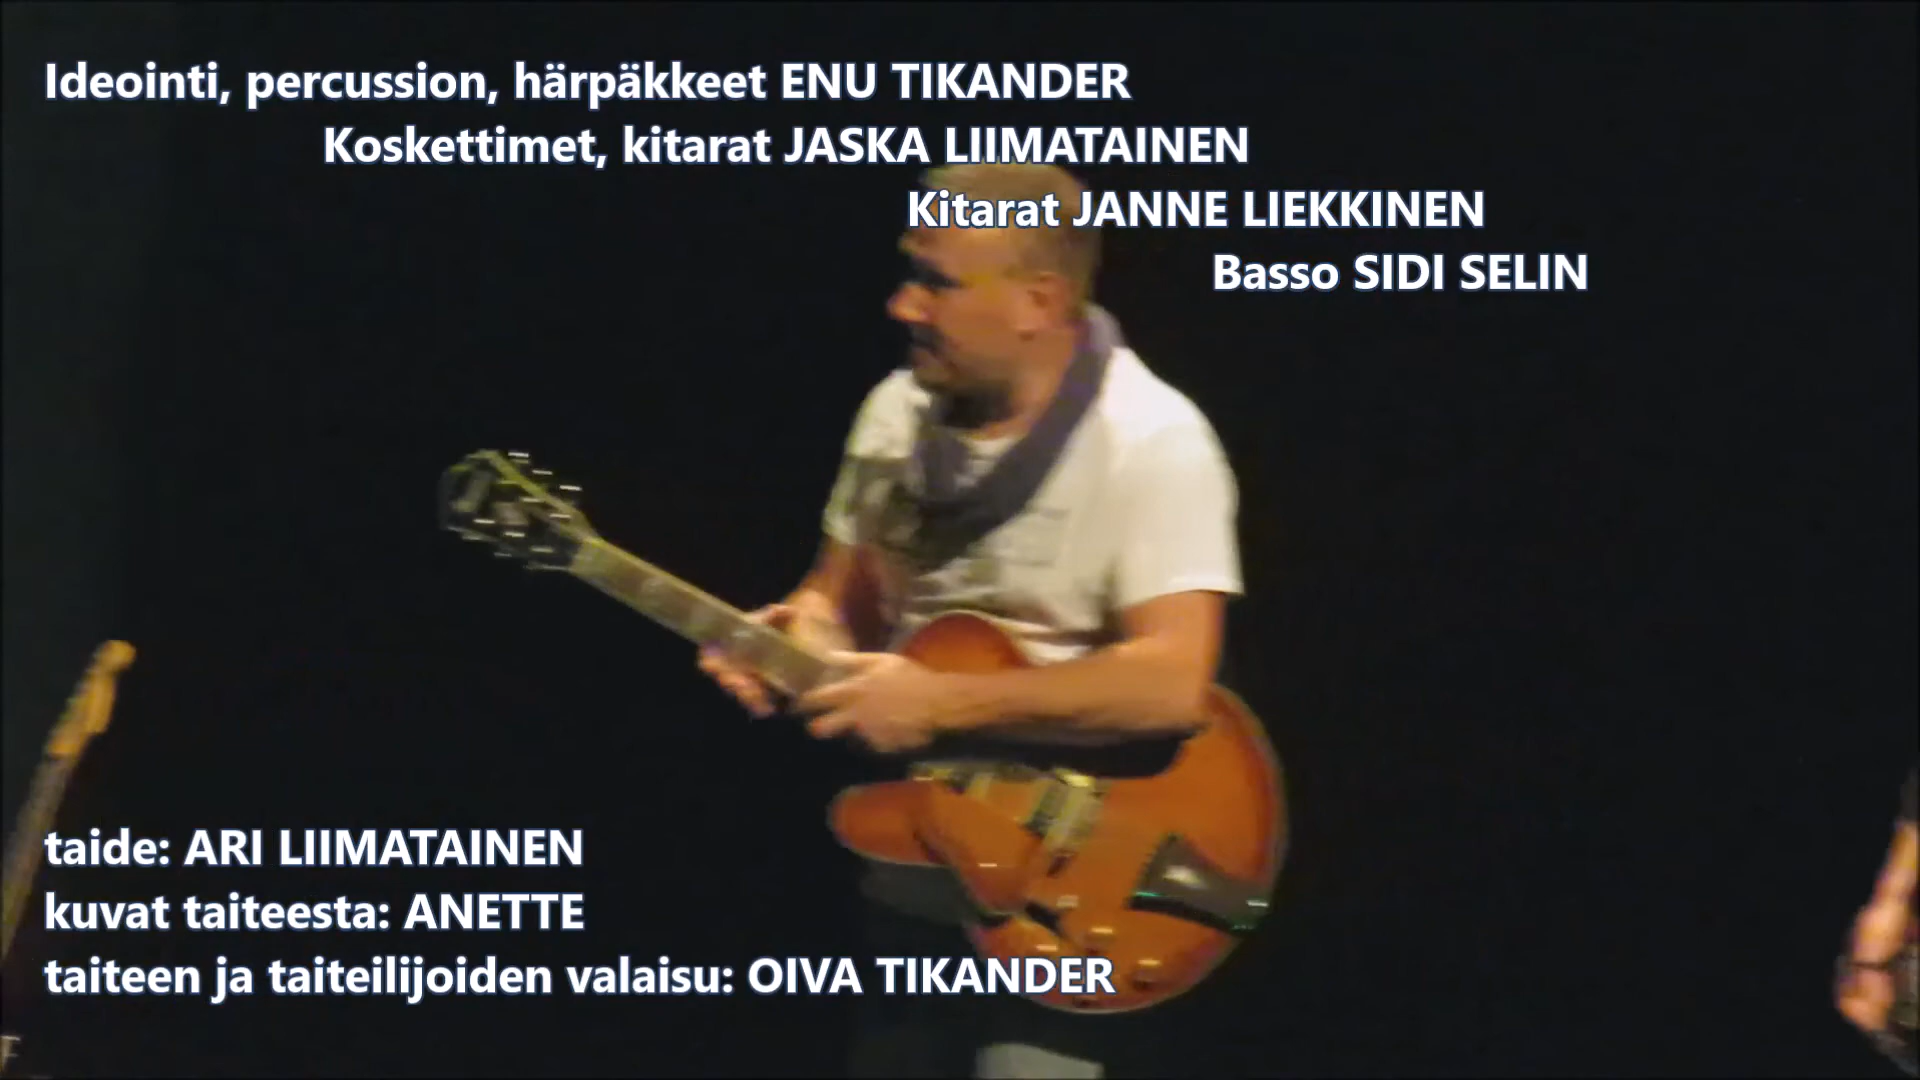 Ideointi, percussion, härpäkkeet ENU TIKANDER
Koskettimet, kitarat JASKA LIIMATAINEN
Kitarat JANNE LIEKKINEN
Basso SIDI SELIN
taide: ARI LIIMATAINEN
kuvat taiteesta: ANETTE
taiteen ja taiteilijoiden valaisu: OIVA TIKANDER